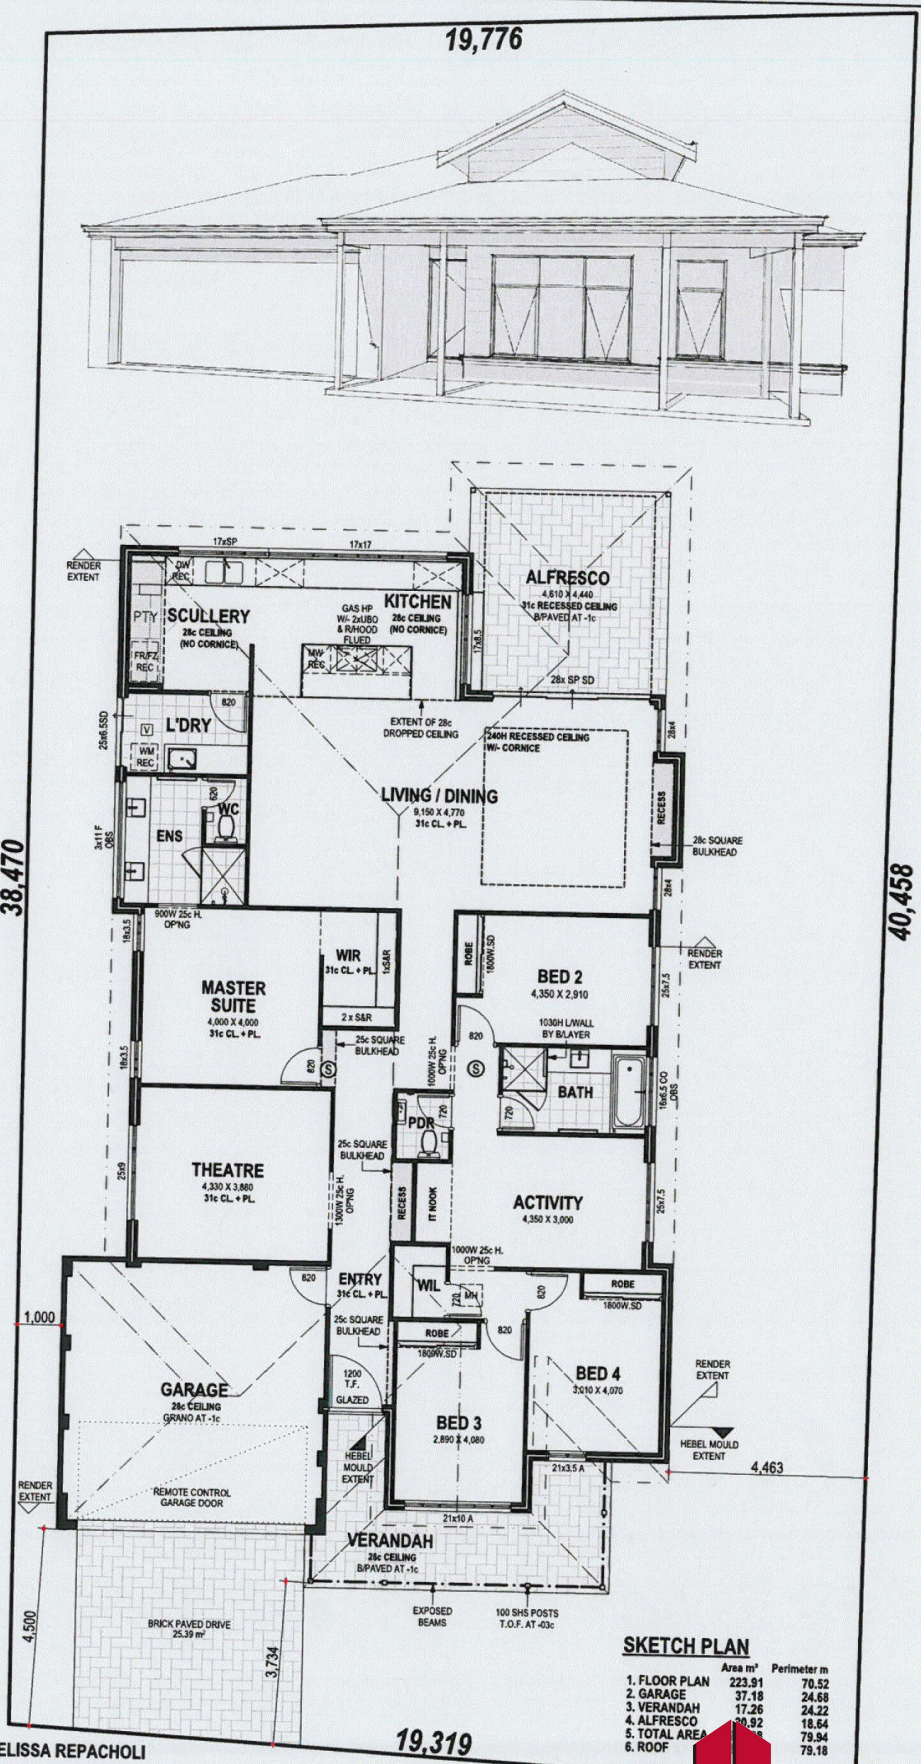 19,776
38,470
40,458
17xSP
17x17
RENDER
EXTENT
DW
REC
PTY
SCULLERY
28c CEILING
(NO CORNICE)
GAS HP
W/- 2xUBO
& R/HOOD
FLUED
KITCHEN
28c CEILING
(NO CORNICE)
FR/FZ
REC
MW
REC
17x8.5
ALFRESCO
4,610 X 4,440
31c RECESSED CEILING
B/PAVED AT -1c
28x SP SD
820
EXTENT OF 28c
DROPPED CEILING
240H RECESSED CEILING
W/- CORNICE
28x4
25x6.5SD
L'DRY
V
WM
REC
LIVING / DINING
9,150 X 4,770
31c CL. + PL.
RECESS
28c SQUARE
BULKHEAD
28x4
3x11 F
OBS
620
WC
ENS
900W 25c H.
OP'NG
18x3.5
18x3.5
WIR
31c CL. + PL.
1xS&R
2 x S&R
MASTER
SUITE
4,000 X 4,000
31c CL. + PL.
820
S
25c SQUARE
BULKHEAD
ROBE
1800W.SD
BED 2
4,350 X 2,910
RENDER
EXTENT
25x7.5
820
1030H L/WALL
BY B/LAYER
1000W 25c H.
OP'NG
S
BATH
16x6.5 CO
OBS
720
PDR
720
25x9
THEATRE
4,330 X 3,880
31c CL. + PL.
1300W 25c H.
OP'NG
25c SQUARE
BULKHEAD
RECESS
IT NOOK
ACTIVITY
4,350 X 3,000
25x7.5
1000W 25c H.
OP'NG
820
ENTRY
31c CL. + PL.
WIL
720
MH
820
ROBE
1800W.SD
1,000
25c SQUARE
BULKHEAD
ROBE
1800W.SD
820
GARAGE
28c CEILING
GRANO AT -1c
1200
T.F.
GLAZED
BED 3
2,890 X 4,080
BED 4
3,010 X 4,070
RENDER
EXTENT
HEBEL MOULD
EXTENT
HEBEL
MOULD
EXTENT
4,463
RENDER
EXTENT
REMOTE CONTROL
GARAGE DOOR
21x3.5 A
21x10 A
VERANDAH
28c CEILING
B/PAVED AT -1c
4,500
BRICK PAVED DRIVE
25.39 m²
3,734
EXPOSED
BEAMS
100 SHS POSTS
T.O.F. AT -03c
SKETCH PLAN
Area m² Perimeter m
1. FLOOR PLAN 223.91 70.52
2. GARAGE 37.18 24.68
3. VERANDAH 17.26 24.22
4. ALFRESCO 20.92 18.64
5. TOTAL AREA 79.94
6. ROOF 79.18
19,319
ELISSA REPACHOLI